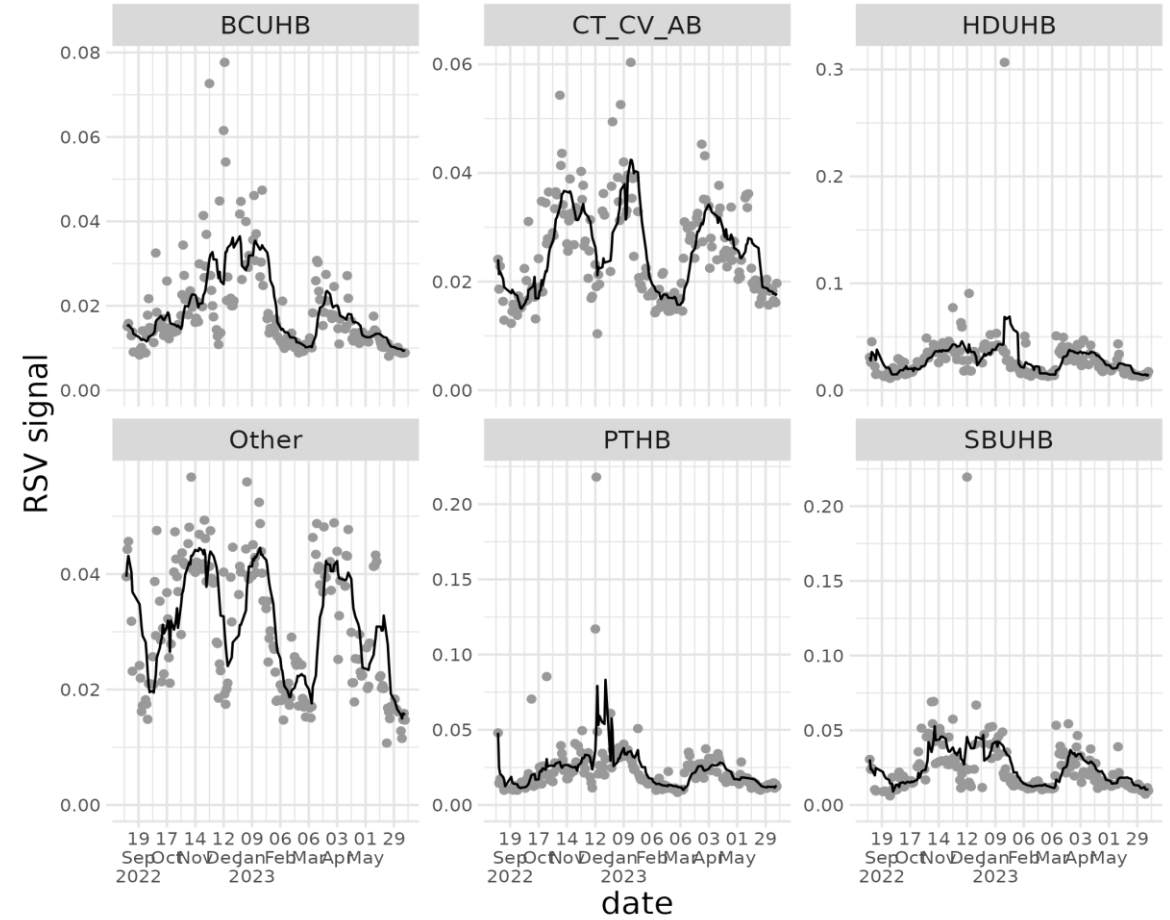 BCUHB CT_CV_AB HDUHB
0.08
0.06
0.04
0.02
0.00
0.06
0.04
0.02
0.00
0.3
0.2
0.1
0.0
RSV signal
Other PTHB SBUHB
0.04
0.02
0.00
0.20
0.15
0.10
0.05
0.00
0.20
0.15
0.10
0.05
0.00
19 17 14 12 09 06 06 03 01 29
Sep Oct Nov Dec Jan Feb Mar Apr May
2022 2023
19 17 14 12 09 06 06 03 01 29
Sep Oct Nov Dec Jan Feb Mar Apr May
2022 2023
19 17 14 12 09 06 06 03 01 29
Sep Oct Nov Dec Jan Feb Mar Apr May
2022 2023
date